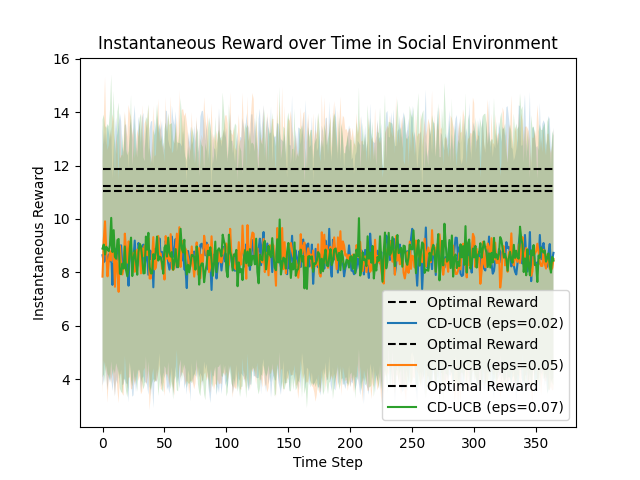 Instantaneous Reward over Time in Social Environment
16
14
12
10
8
6
4
Instantaneous Reward
0
50
100
150
200
250
300
350
Time Step
Optimal Reward
CD-UCB (eps=0.02)
Optimal Reward
CD-UCB (eps=0.05)
Optimal Reward
CD-UCB (eps=0.07)